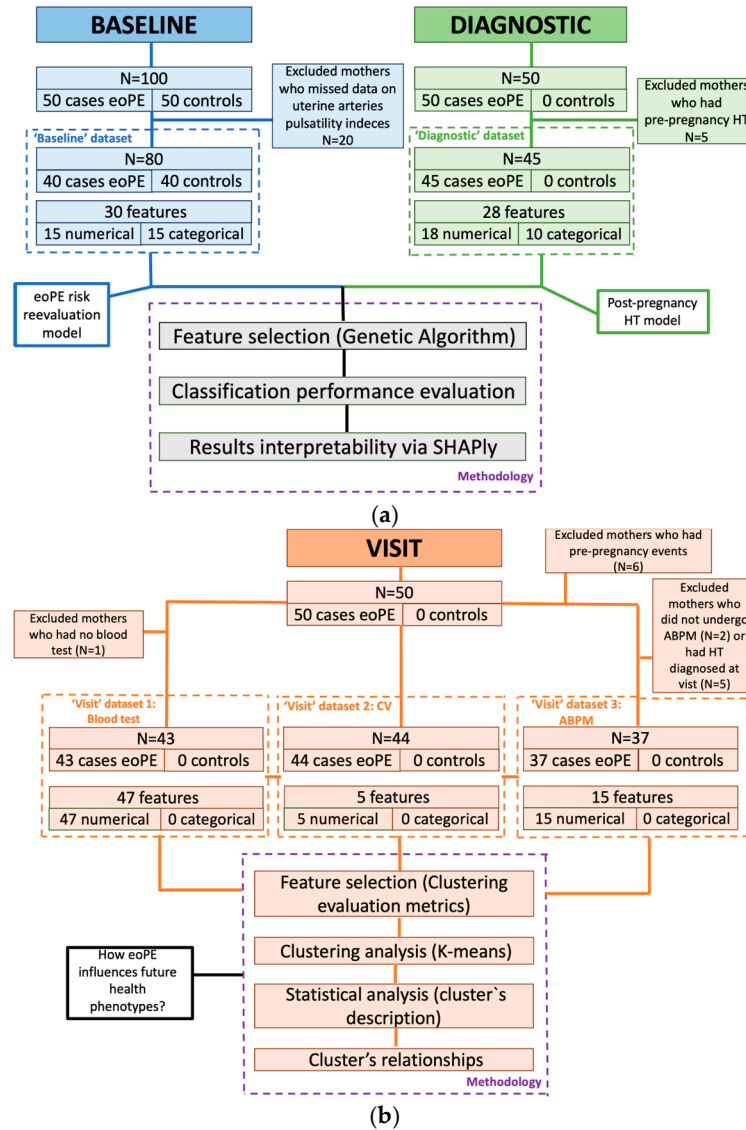 BASELINE
DIAGNOSTIC
N=100
50 cases eoPE 50 controls
Excluded mothers
who missed data on
uterine arteries
pulsatility indeces
N=20
N=50
50 cases eoPE 0 controls
Excluded mothers
who had
pre-pregnancy HT
N=5
'Baseline' dataset
N=80
40 cases eoPE 40 controls
30 features
15 numerical 15 categorical
'Diagnostic' dataset
N=45
45 cases eoPE 0 controls
28 features
18 numerical 10 categorical
eoPE risk
reevaluation
model
Post-pregnancy
HT model
Feature selection (Genetic Algorithm)
Classification performance evaluation
Results interpretability via SHAPly
Methodology
(a)
VISIT
N=50
50 cases eoPE 0 controls
Excluded mothers who had
pre-pregnancy events
(N=6)
Excluded mothers
who had no blood
test (N=1)
Excluded
mothers who
did not undergo
ABPM (N=2) or
had HT
diagnosed at
vist (N=5)
'Visit' dataset 1:
Blood test
N=43
43 cases eoPE 0 controls
47 features
47 numerical 0 categorical
'Visit' dataset 2: CV
N=44
44 cases eoPE 0 controls
5 features
5 numerical 0 categorical
'Visit' dataset 3:
ABPM
N=37
37 cases eoPE 0 controls
15 features
15 numerical 0 categorical
Feature selection (Clustering
evaluation metrics)
Clustering analysis (K-means)
Statistical analysis (cluster`s
description)
Cluster's relationships
Methodology
How eoPE
influences future
health
phenotypes?
(b)